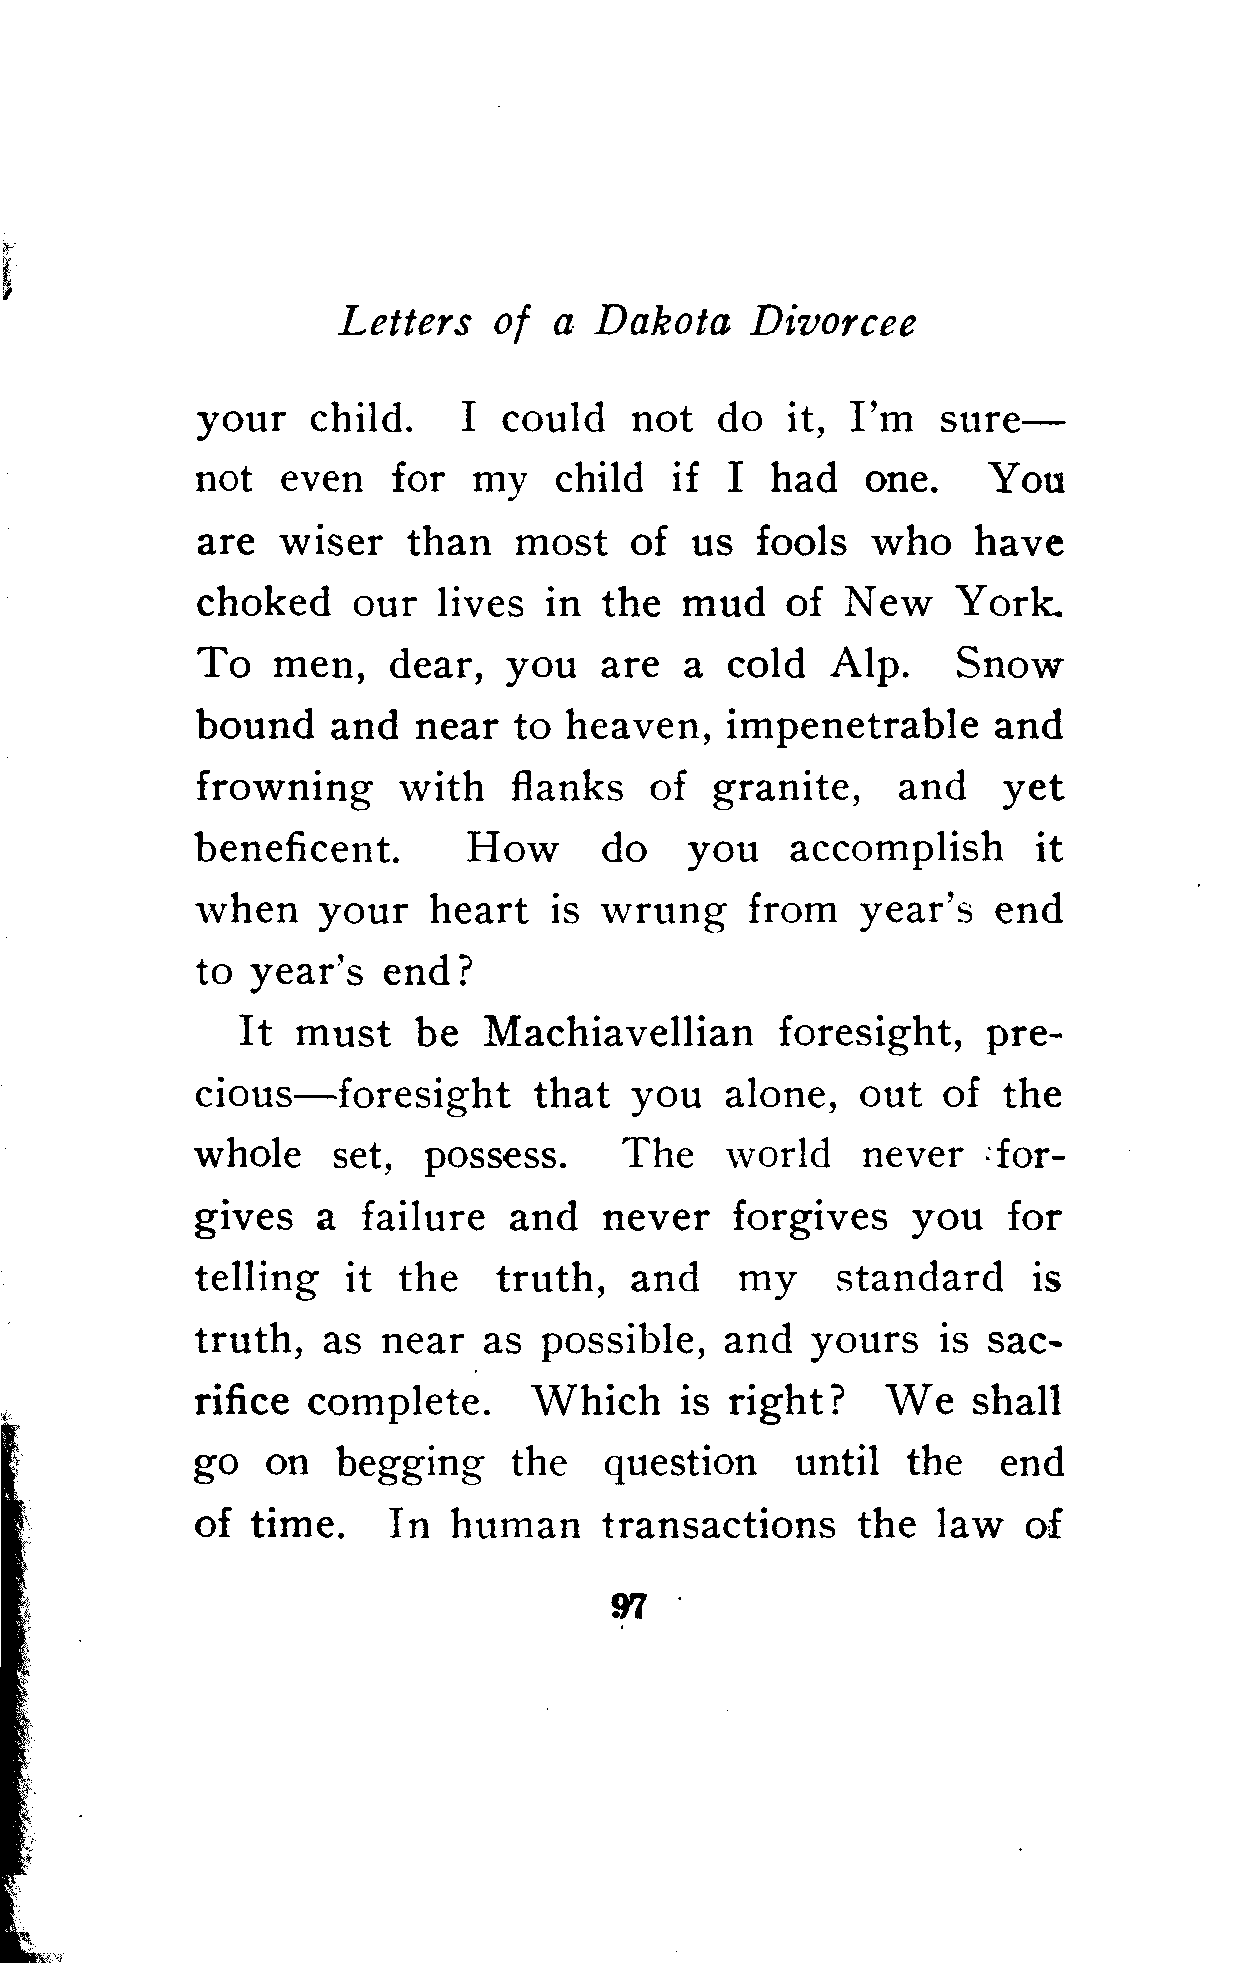 Letters of a Dakota Divorcee
your child. I could not do it, I'm sure—
not even for my child if I had one. You
are wiser than most of us fools who have
choked our lives in the mud of New York.
To men, dear, you are a cold Alp. Snow
bound and near to heaven, impenetrable and
frowning with flanks of granite, and yet
beneficent. How do you accomplish it
when your heart is wrung from year's end
to year's end?
It must be Machiavellian foresight, pre-
cious—foresight that you alone, out of the
whole set, possess. The world never for-
gives a failure and never forgives you for
telling it the truth, and my standard is
truth, as near as possible, and yours is sac-
rifice complete. Which is right? We shall
go on begging the question until the end
of time. In human transactions the law of
97